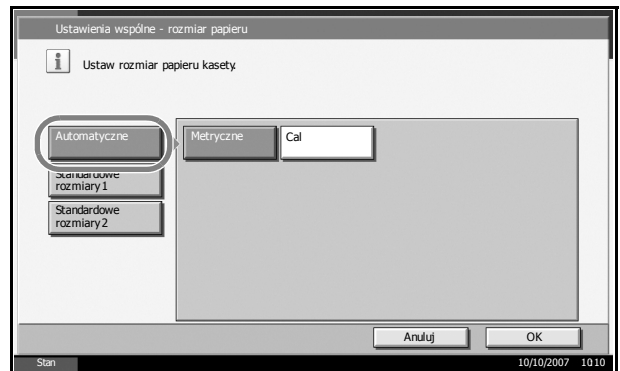 Ustawienia wspólne - rozmiar papieru
Ustaw rozmiar papieru kasety.
Automatyczne
Metryczne
Cal
Standardowe
rozmiary 1
Standardowe
rozmiary 2
Anuluj
OK
Stan
10/10/2007 10:10